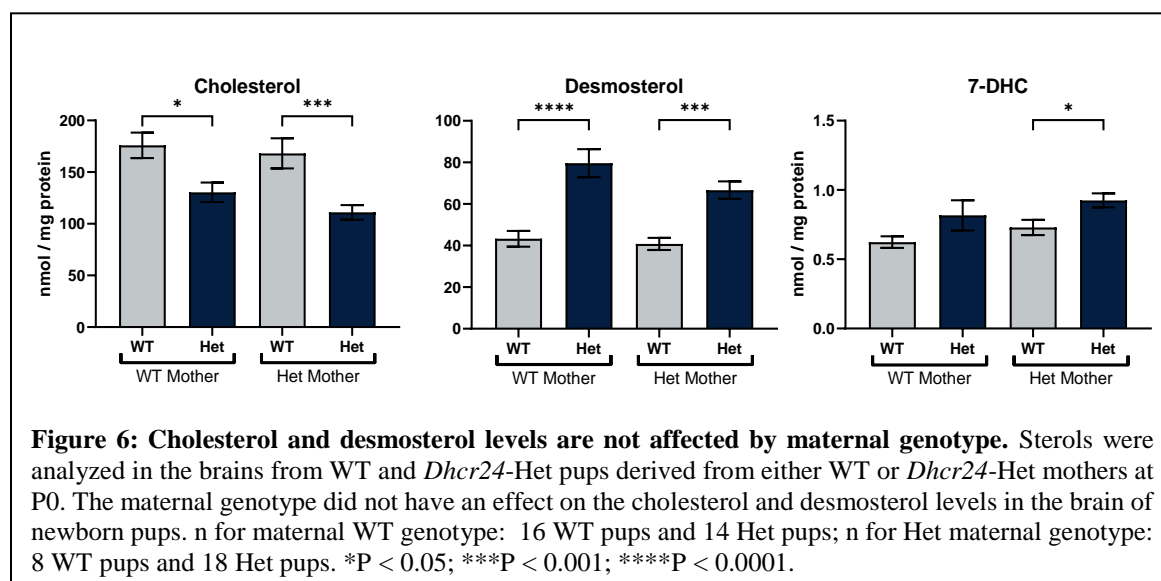 Cholesterol
* ***
nmol / mg protein
200
150
100
50
0
WT Het WT Het
WT Mother Het Mother
Desmosterol
**** ***
100
80
60
40
20
0
WT Het WT Het
WT Mother Het Mother
7-DHC
*
nmol / mg protein
1.5
1.0
0.5
0.0
WT Het WT Het
WT Mother Het Mother
Figure 6: Cholesterol and desmosterol levels are not affected by maternal genotype. Sterols were
analyzed in the brains from WT and Dhcr24-Het pups derived from either WT or Dhcr24-Het mothers at
P0. The maternal genotype did not have an effect on the cholesterol and desmosterol levels in the brain of
newborn pups. n for maternal WT genotype: 16 WT pups and 14 Het pups; n for Het maternal genotype:
8 WT pups and 18 Het pups. *P < 0.05; ***P < 0.001; ****P < 0.0001.